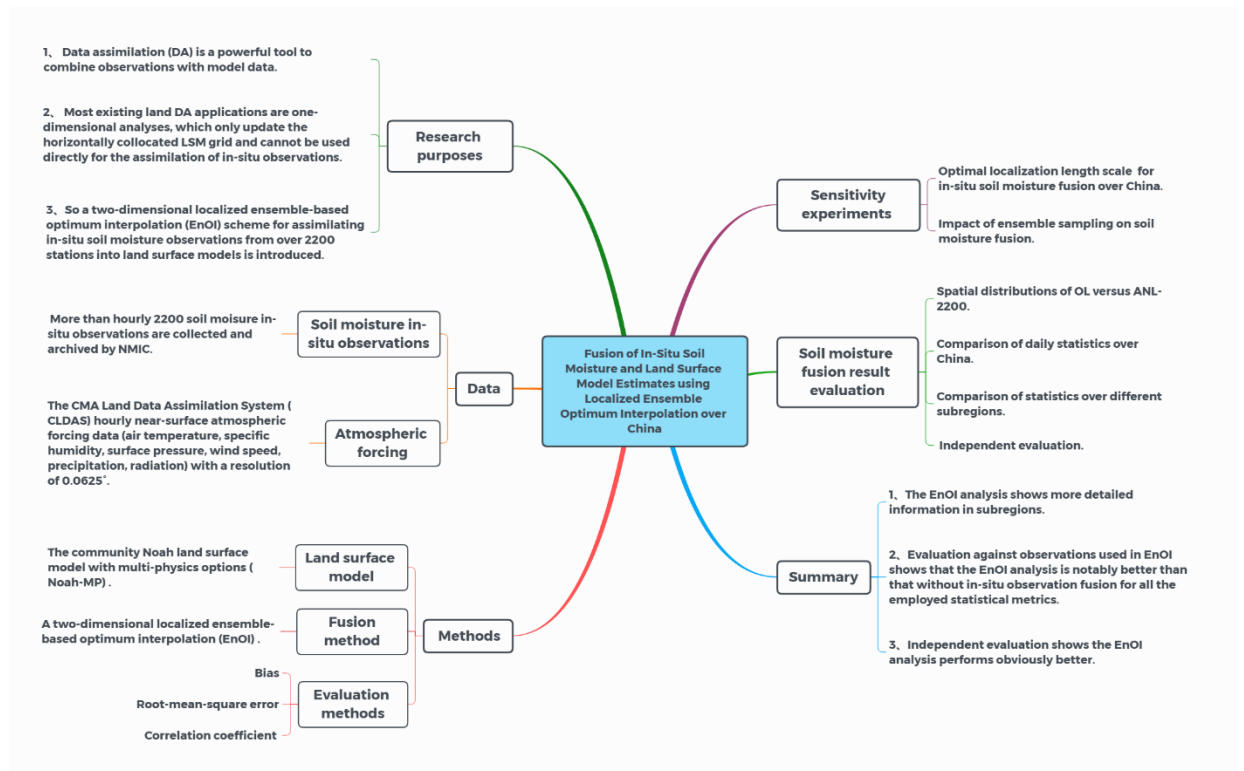 Fusion of In-Situ Soil
Moisture and Land Surface
Model Estimates using
Localized Ensemble
Optimum Interpolation over
China
Research
purposes
1、 Data assimilation (DA) is a powerful tool to
combine observations with model data.
2、 Most existing land DA applications are one-
dimensional analyses, which only update the
horizontally collocated LSM grid and cannot be used
directly for the assimilation of in-situ observations.
3、So a two-dimensional localized ensemble-based
optimum interpolation (EnOI) scheme for assimilating
in-situ soil moisture observations from over 2200
stations into land surface models is introduced.
Data
Soil moisture in-
situ observations
More than hourly 2200 soil moisure in-
situ observations are collected and
archived by NMIC.
Atmospheric
forcing
The CMA Land Data Assimilation System (
CLDAS) hourly near-surface atmospheric
forcing data (air temperature, specific
humidity, surface pressure, wind speed,
precipitation, radiation) with a resolution
of 0.0625°.
Methods
Land surface
model
The community Noah land surface
model with multi-physics options (
Noah-MP) .
Fusion
method
A two-dimensional localized ensemble-
based optimum interpolation (EnOI) .
Evaluation
methods
Bias
Root-mean-square error
Correlation coefficient
Sensitivity
experiments
Optimal localization length scale for
in-situ soil moisture fusion over China.
Impact of ensemble sampling on soil
moisture fusion.
Soil moisture
fusion result
evaluation
Spatial distributions of OL versus ANL-
2200.
Comparison of daily statistics over
China.
Comparison of statistics over different
subregions.
Independent evaluation.
Summary
1、The EnOI analysis shows more detailed
information in subregions.
2、Evaluation against observations used in EnOI
shows that the EnOI analysis is notably better than
that without in-situ observation fusion for all the
employed statistical metrics.
3、Independent evaluation shows the EnOI
analysis performs obviously better.